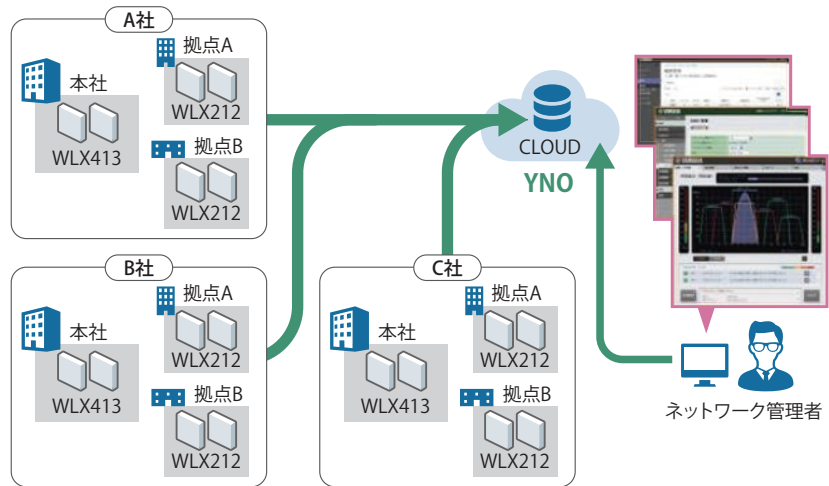 A社
本社
WLX413
拠点A
WLX212
拠点B
WLX212
CLOUD
YNO
B社
本社
WLX413
拠点A
WLX212
拠点B
WLX212
C社
本社
WLX413
拠点A
WLX212
拠点B
WLX212
ネットワーク管理者